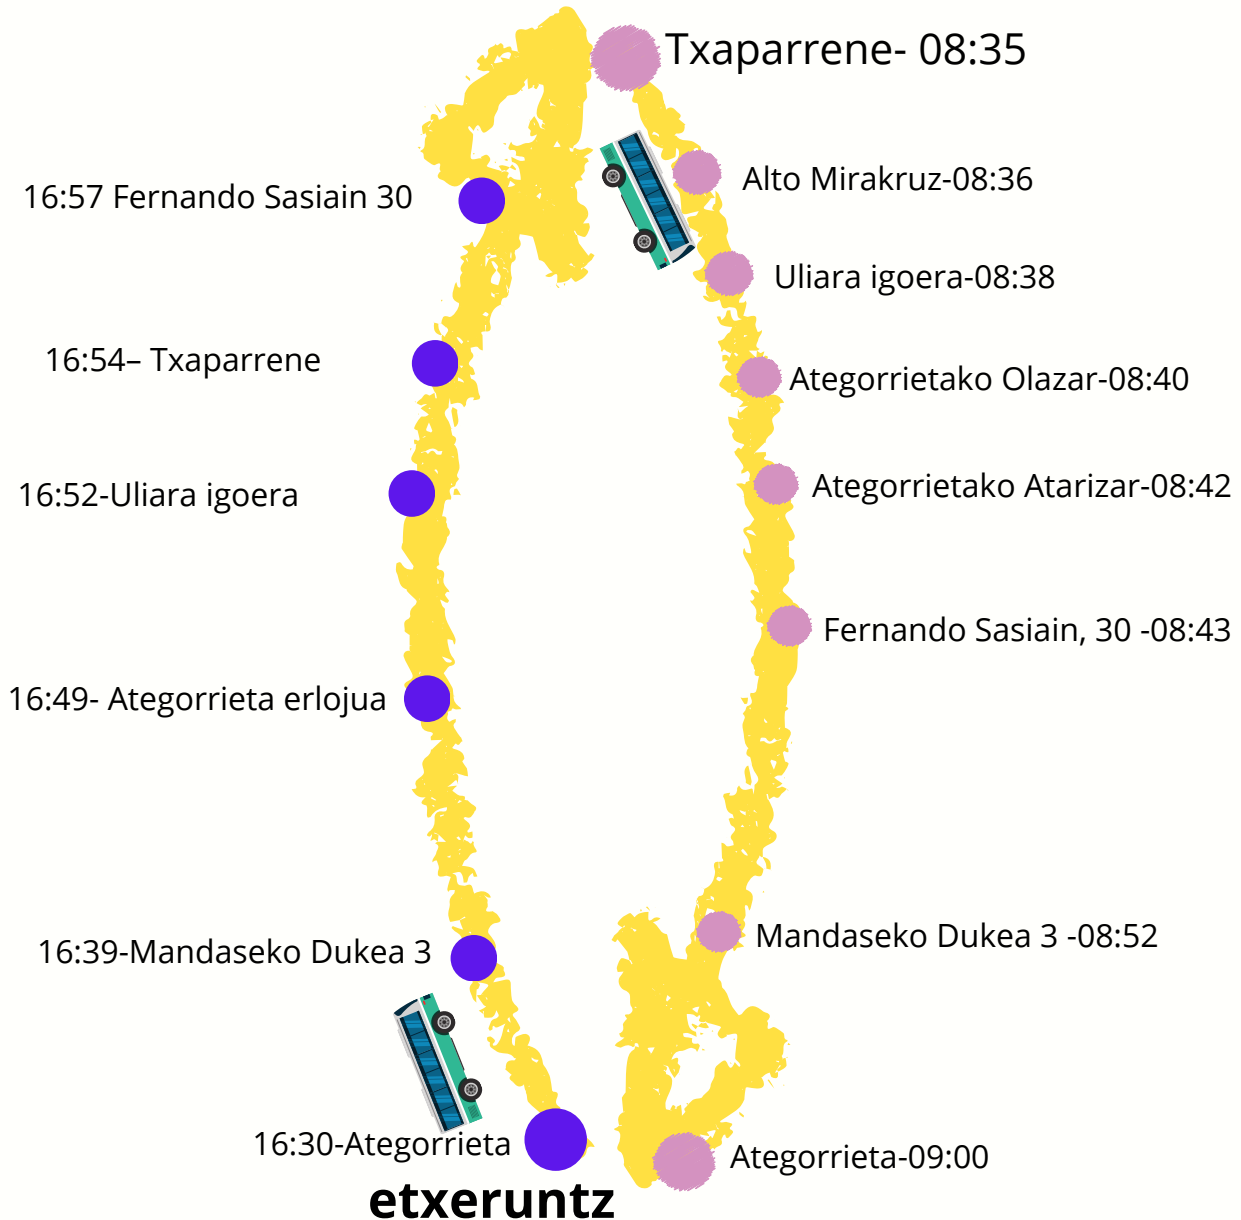 Txaparrene- 08:35
Alto Mirakruz-08:36
Uliara igoera-08:38
Ategorrietako Olazar-08:40
Ategorrietako Atarizar-08:42
Fernando Sasiain, 30 -08:43
Mandaseko Dukea 3 -08:52
Ategorrieta-09:00
16:57 Fernando Sasiain 30
16:54– Txaparrene
16:52-Uliara igoera
16:49- Ategorrieta erlojua
16:39-Mandaseko Dukea 3
16:30-Ategorrieta
etxeruntz